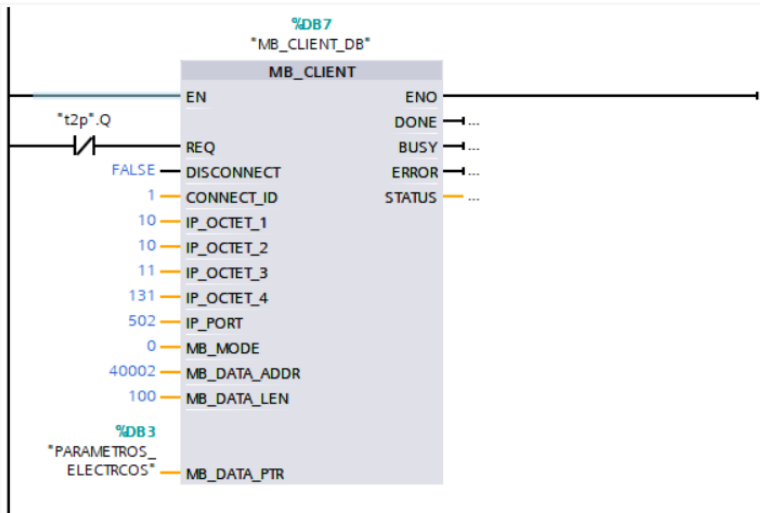 %DB7
"MB_CLIENT_DB"
MB_CLIENT
EN ENO
DONE ...
"t2p".Q
REQ BUSY ...
FALSE DISCONNECT ERROR ...
1 CONNECT_ID STATUS ...
10 IP_OCTET_1
10 IP_OCTET_2
11 IP_OCTET_3
131 IP_OCTET_4
502 IP_PORT
0 MB_MODE
40002 MB_DATA_ADDR
100 MB_DATA_LEN
%DB3
"PARAMETROS_
ELECTRCOS" MB_DATA_PTR